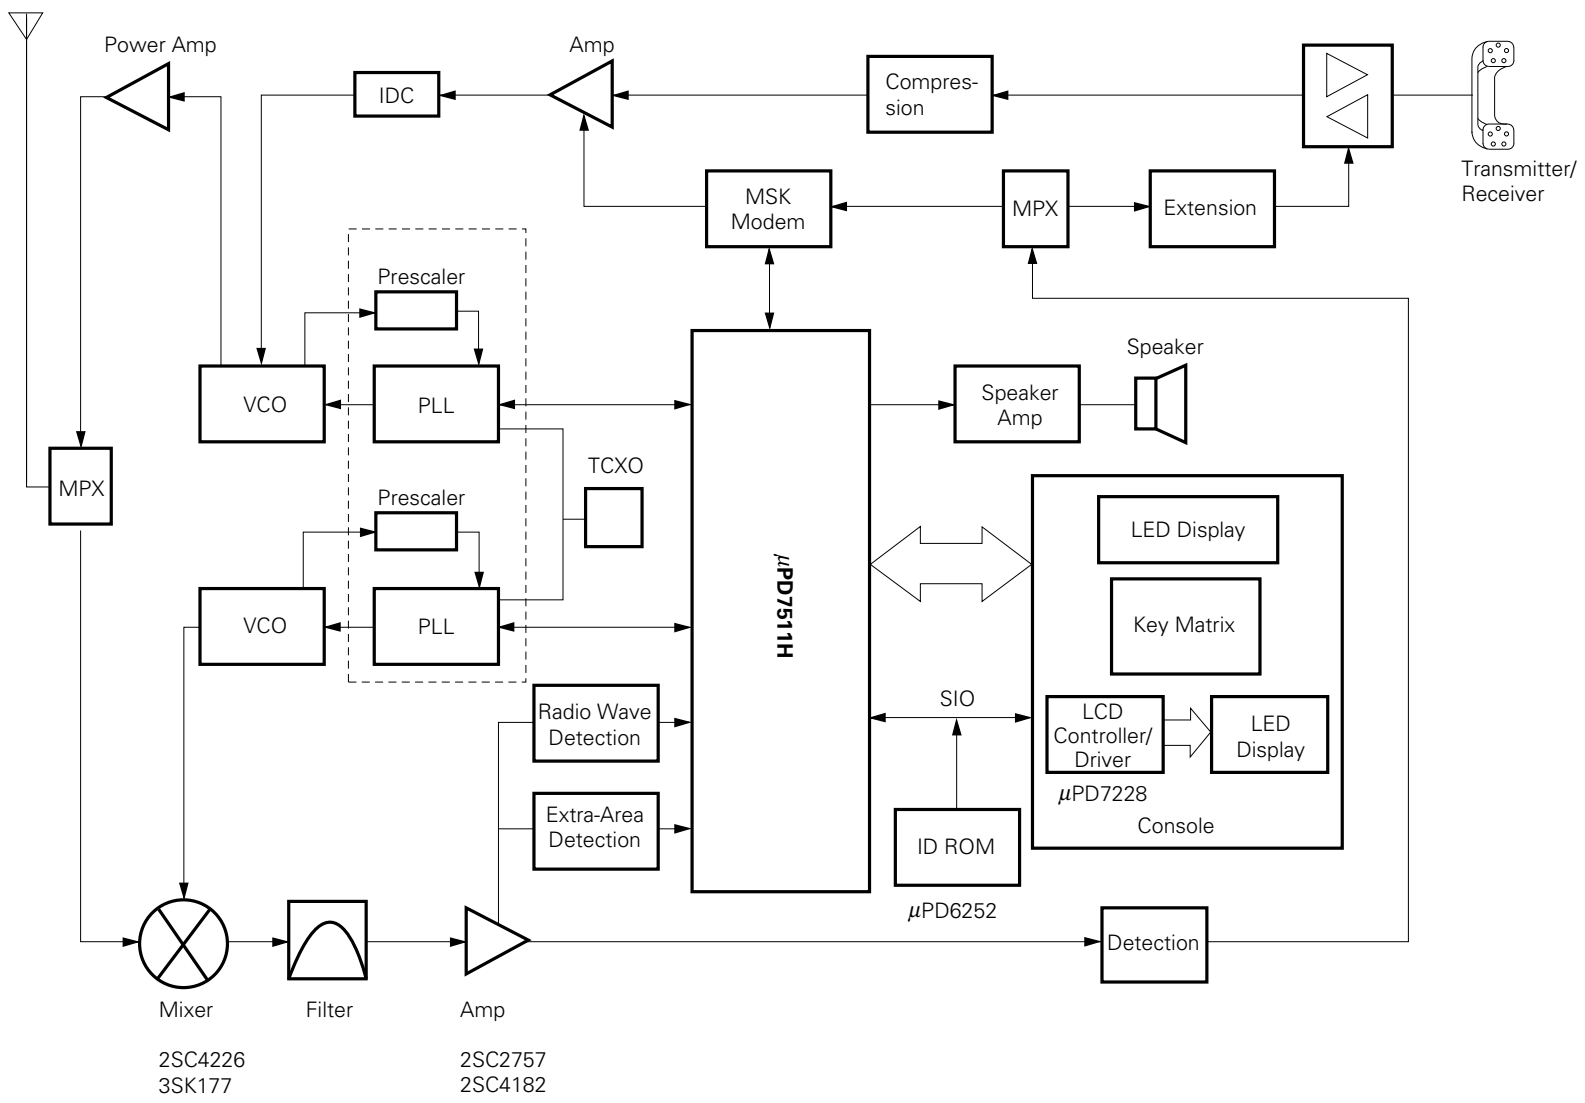 Power Amp
Amp
IDC
Compres-
sion
Transmitter/
Receiver
MSK
Modem
MPX
Extension
Prescaler
VCO
PLL
Speaker
Speaker
Amp
MPX
TCXO
Prescaler
VCO
PLL
μPD7511H
LED Display
Key Matrix
SIO
LCD
Controller/
Driver
LED
Display
μPD7228
Console
Radio Wave
Detection
Extra-Area
Detection
ID ROM
μPD6252
Detection
Mixer
Filter
Amp
2SC4226
3SK177
2SC2757
2SC4182